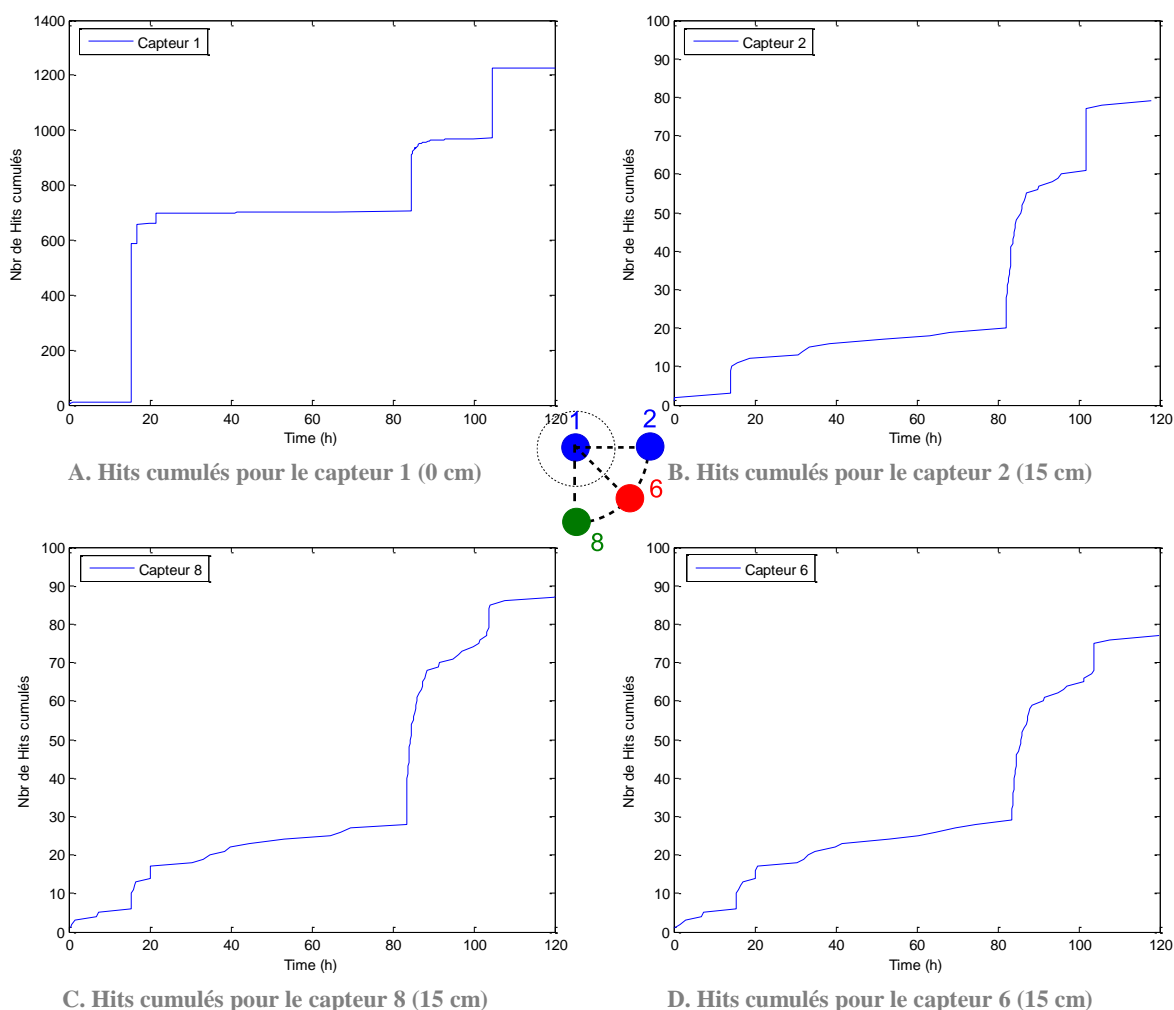 1400
1200
1000
800
600
400
200
0
Nbr de Hits cumulés
Capteur 1
0 20 40 60 80 100 120
Time (h)
A. Hits cumulés pour le capteur 1 (0 cm)
100
90
80
70
60
50
40
30
20
10
0
Nbr de Hits cumulés
Capteur 2
0 20 40 60 80 100 120
Time (h)
B. Hits cumulés pour le capteur 2 (15 cm)
1
2
6
8
100
90
80
70
60
50
40
30
20
10
0
Nbr de Hits cumulés
Capteur 8
0 20 40 60 80 100 120
Time (h)
C. Hits cumulés pour le capteur 8 (15 cm)
100
90
80
70
60
50
40
30
20
10
0
Nbr de Hits cumulés
Capteur 6
0 20 40 60 80 100 120
Time (h)
D. Hits cumulés pour le capteur 6 (15 cm)